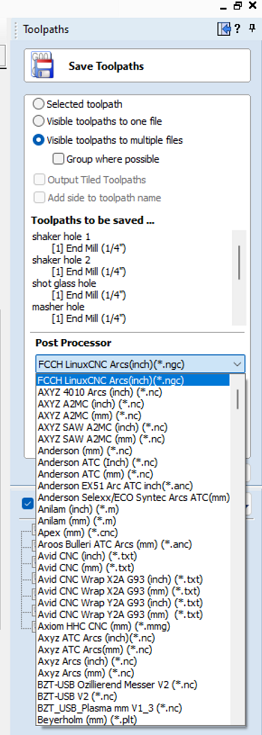 Toolpaths
Save Toolpaths
Selected toolpath
Visible toolpaths to one file
Visible toolpaths to multiple files
Group where possible
Output Tiled Toolpaths
Add side to toolpath name
Toolpaths to be saved ...
shaker hole 1
[1] End Mill (1/4")
shaker hole 2
[1] End Mill (1/4")
shot glass hole
[1] End Mill (1/4")
masher hole
[1] End Mill (1/4")
Post Processor
FCCH LinuxCNC Arcs(inch)(*.ngc)
FCCH LinuxCNC Arcs(inch)(*.ngc)
AXYZ 4010 Arcs (inch) (*.nc)
AXYZ A2MC (inch) (*.nc)
AXYZ A2MC (mm) (*.nc)
AXYZ SAW A2MC (inch) (*.nc)
AXYZ SAW A2MC (mm) (*.nc)
Anderson (mm) (*.nc)
Anderson ATC (Inch) (*.nc)
Anderson ATC (mm) (*.nc)
Anderson EX51 Arc ATC inch(*.anc)
Anderson Selexx/ECO Syntec Arcs ATC(mm)
Anilam (inch) (*.m)
Anilam (mm) (*.m)
Apex (mm) (*.cnc)
Aroos Bulleri ATC Arcs (mm) (*.anc)
Avid CNC (inch) (*.txt)
Avid CNC (mm) (*.txt)
Avid CNC Wrap X2A G93 (inch) (*.txt)
Avid CNC Wrap X2A G93 (mm) (*.txt)
Avid CNC Wrap Y2A G93 (inch) (*.txt)
Avid CNC Wrap Y2A G93 (mm) (*.txt)
Axiom HHC CNC (mm) (*.mmg)
Axyz ATC Arcs(inch)(*.nc)
Axyz ATC Arcs(mm) (*.nc)
Axyz Arcs (inch) (*.nc)
Axyz Arcs (mm) (*.nc)
BZT-USB Ozillierend Messer V2 (*.nc)
BZT-USB V2 (*.nc)
BZT_USB_Plasma mm V1_3 (*.nc)
Beyerholm (mm) (*.plt)